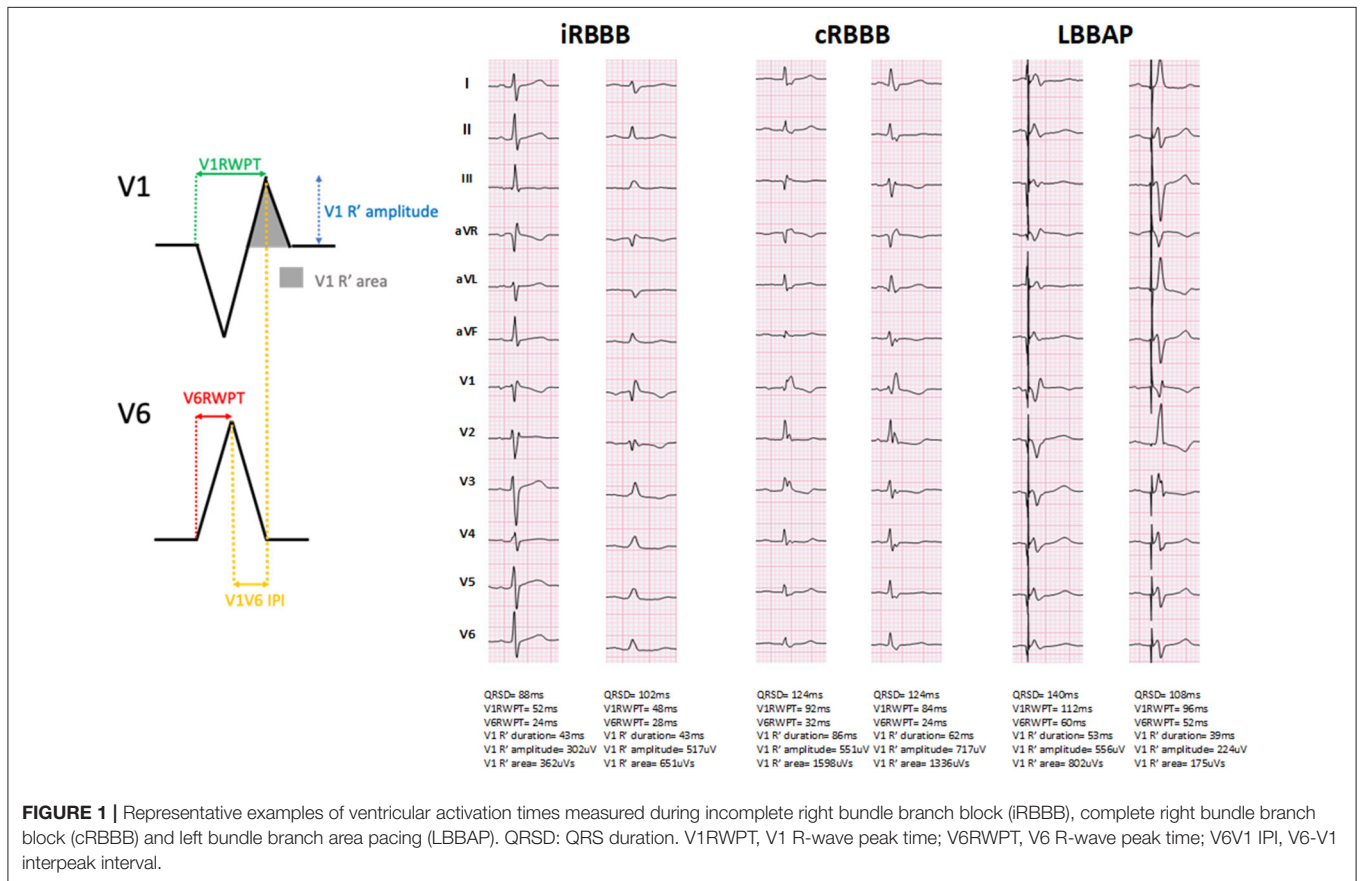 iRBBB cRBBB LBBAP
V1
V1RWPT
V1 R' amplitude
V1 R' area
V6
V6RWPT
V1V6 IPI
I
II
III
aVR
aVL
aVF
V1
V2
V3
V4
V5
V6
QRSD= 88ms
V1RWPT= 52ms
V6RWPT= 24ms
V1 R' duration= 43ms
V1 R' amplitude= 302uV
V1 R' area= 362uVs
QRSD= 102ms
V1RWPT= 48ms
V6RWPT= 28ms
V1 R' duration= 43ms
V1 R' amplitude= 517uV
V1 R' area= 651uVs
QRSD= 124ms
V1RWPT= 92ms
V6RWPT= 32ms
V1 R' duration= 86ms
V1 R' amplitude= 551uV
V1 R' area= 1598uVs
QRSD= 124ms
V1RWPT= 84ms
V6RWPT= 24ms
V1 R' duration= 62ms
V1 R' amplitude= 717uV
V1 R' area= 1336uVs
QRSD= 140ms
V1RWPT= 112ms
V6RWPT= 60ms
V1 R' duration= 53ms
V1 R' amplitude= 556uV
V1 R' area= 802uVs
QRSD= 108ms
V1RWPT= 96ms
V6RWPT= 52ms
V1 R' duration= 39ms
V1 R' amplitude= 224uV
V1 R' area= 175uVs
FIGURE 1 | Representative examples of ventricular activation times measured during incomplete right bundle branch block (iRBBB), complete right bundle branch
block (cRBBB) and left bundle branch area pacing (LBBAP). QRSD: QRS duration. V1RWPT, V1 R-wave peak time; V6RWPT, V6 R-wave peak time; V6V1 IPI, V6-V1
interpeak interval.